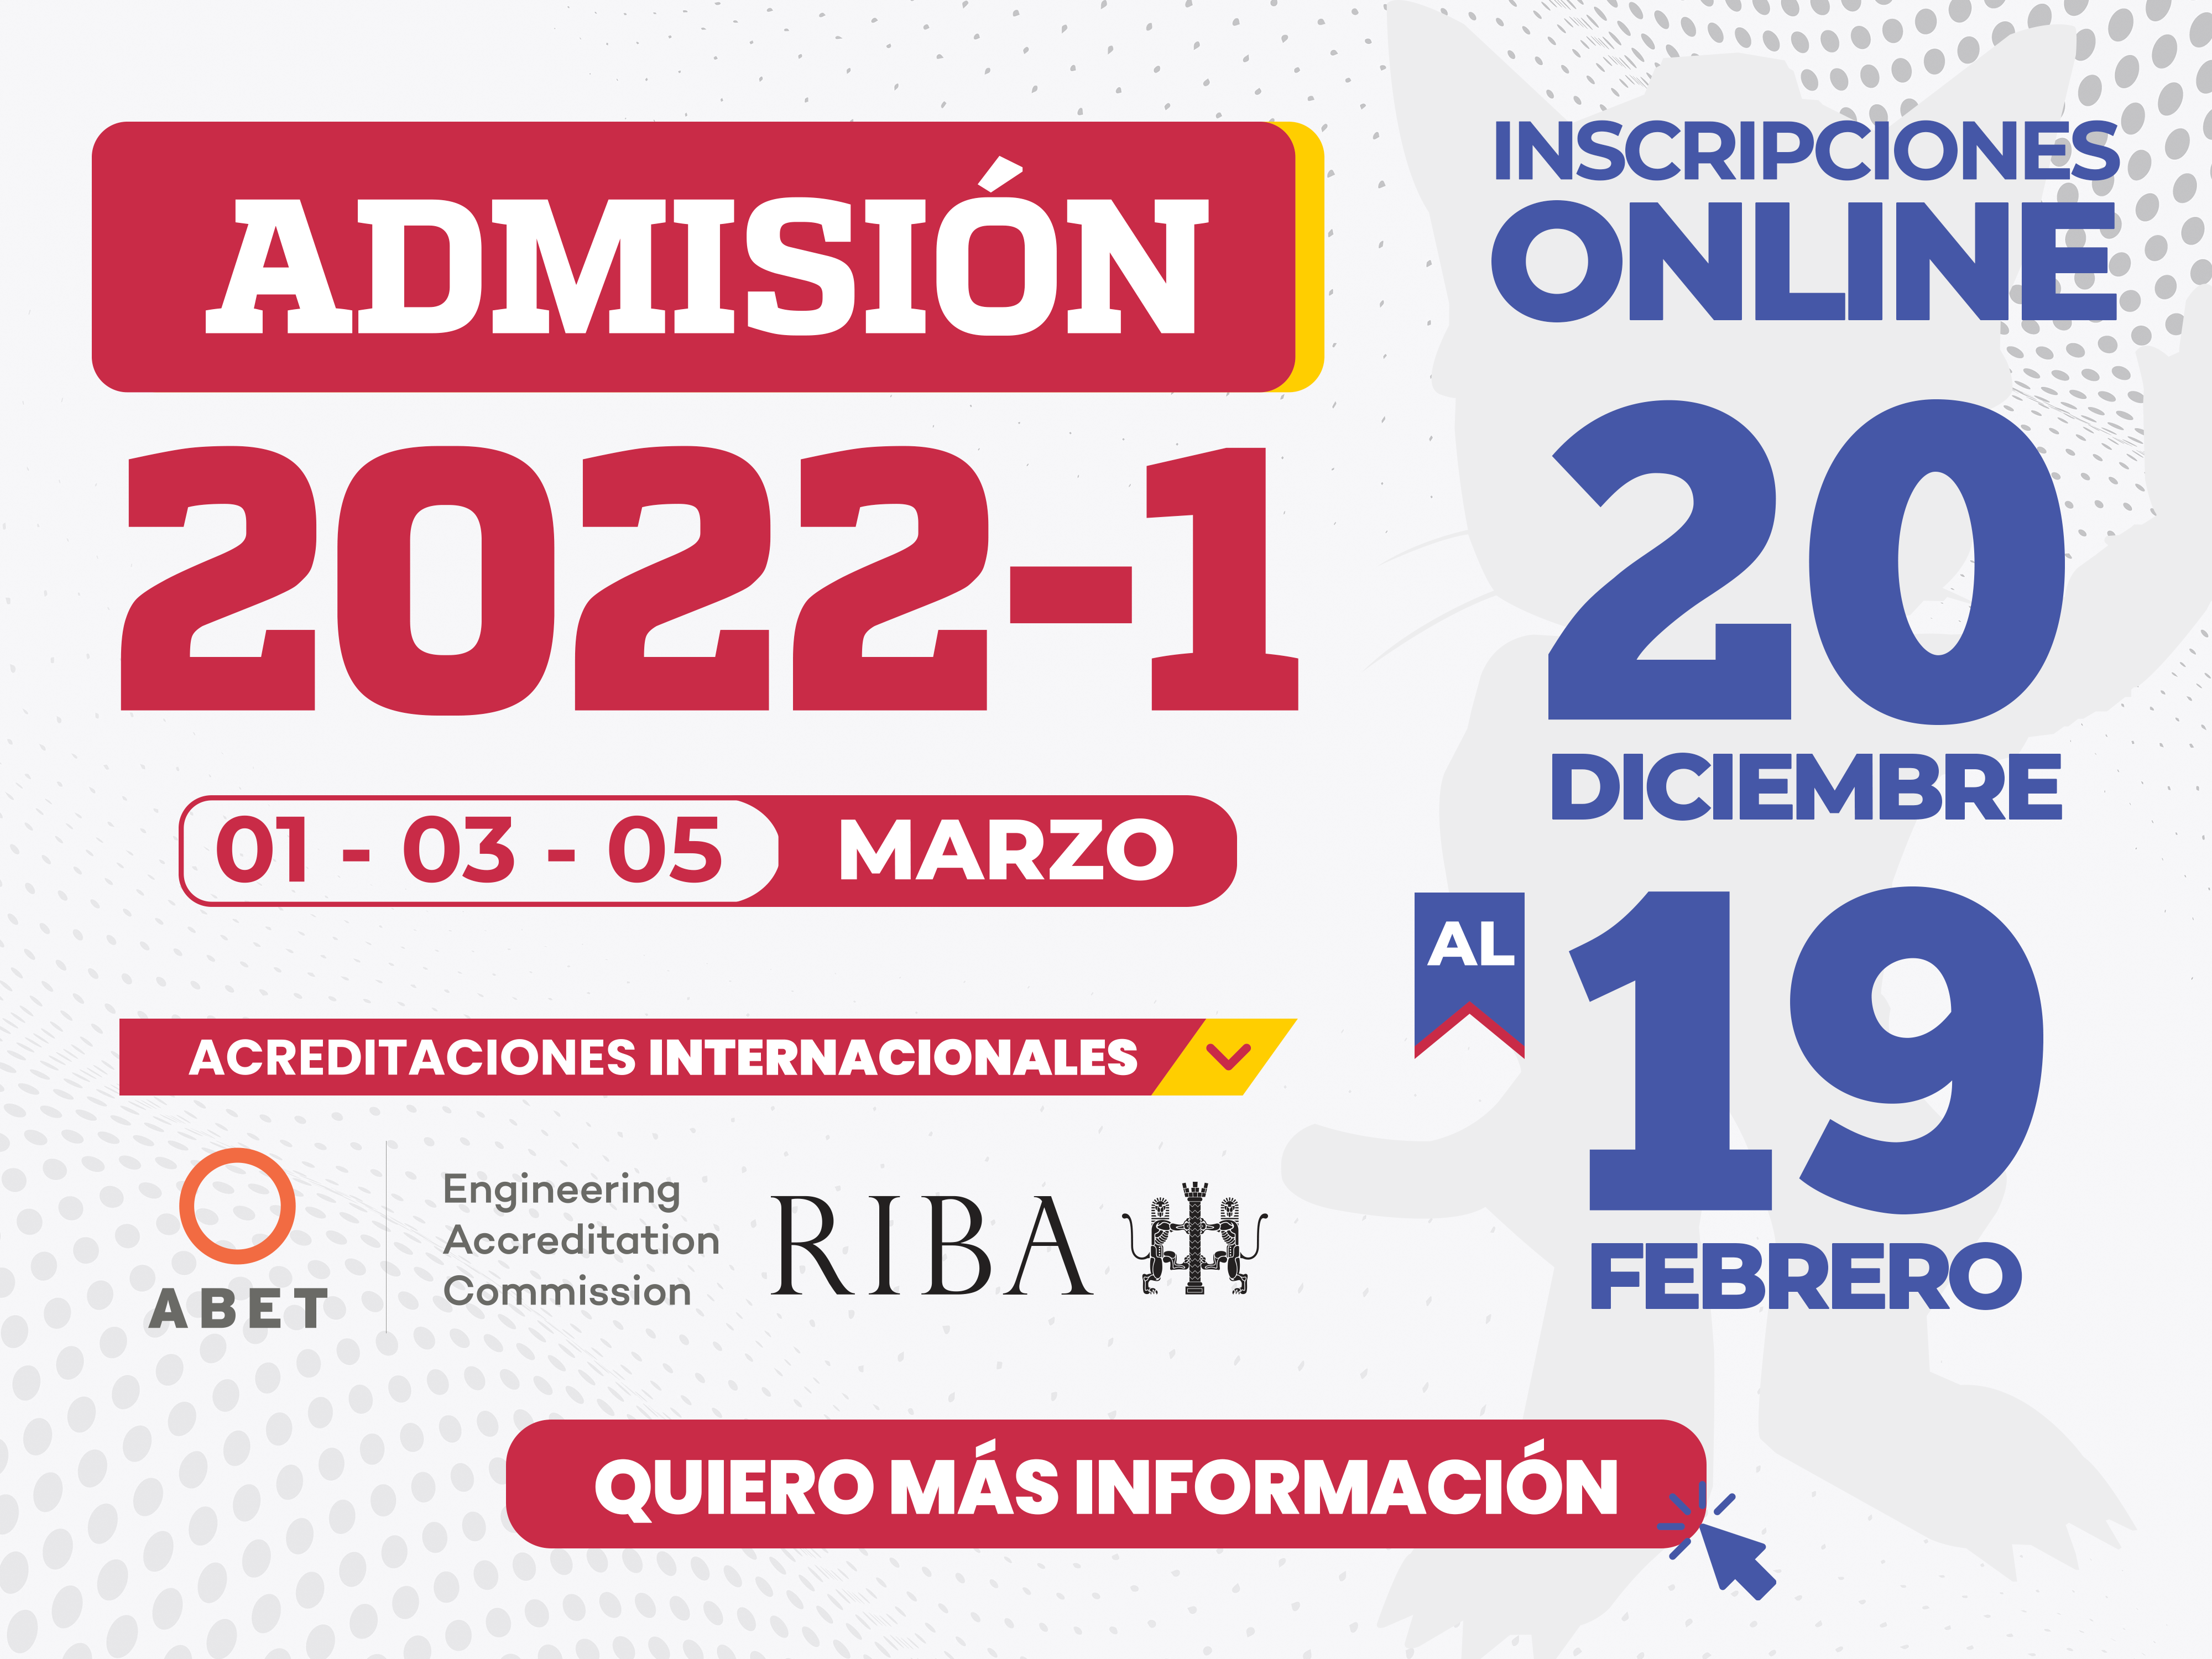 ADMISIÓN
2022-1
01 - 03 - 05 MARZO
ACREDITACIONES INTERNACIONALES
ABET
Engineering
Accreditation
Commission
RIBA
INSCRIPCIONES
ONLINE
20
DICIEMBRE
AL
19
FEBRERO
QUIERO MÁS INFORMACIÓN